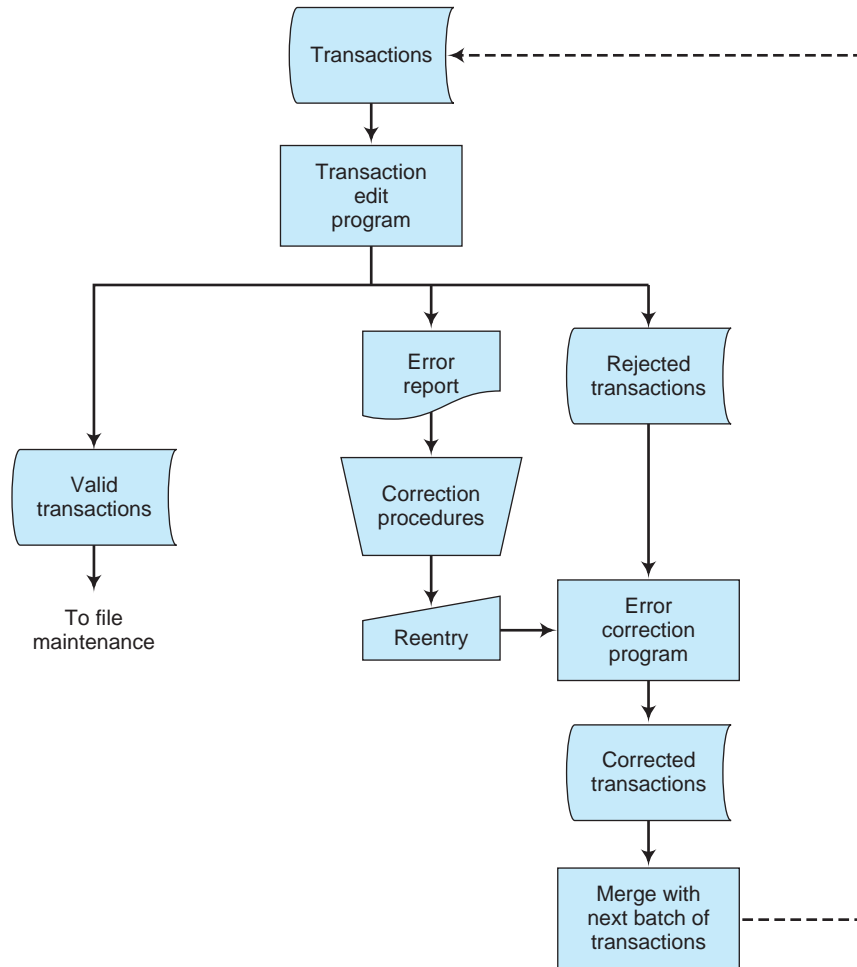 Transactions
Transaction
edit
program
Error
report
Rejected
transactions
Valid
transactions
Correction
procedures
To file
maintenance
Reentry
Error
correction
program
Corrected
transactions
Merge with
next batch of
transactions